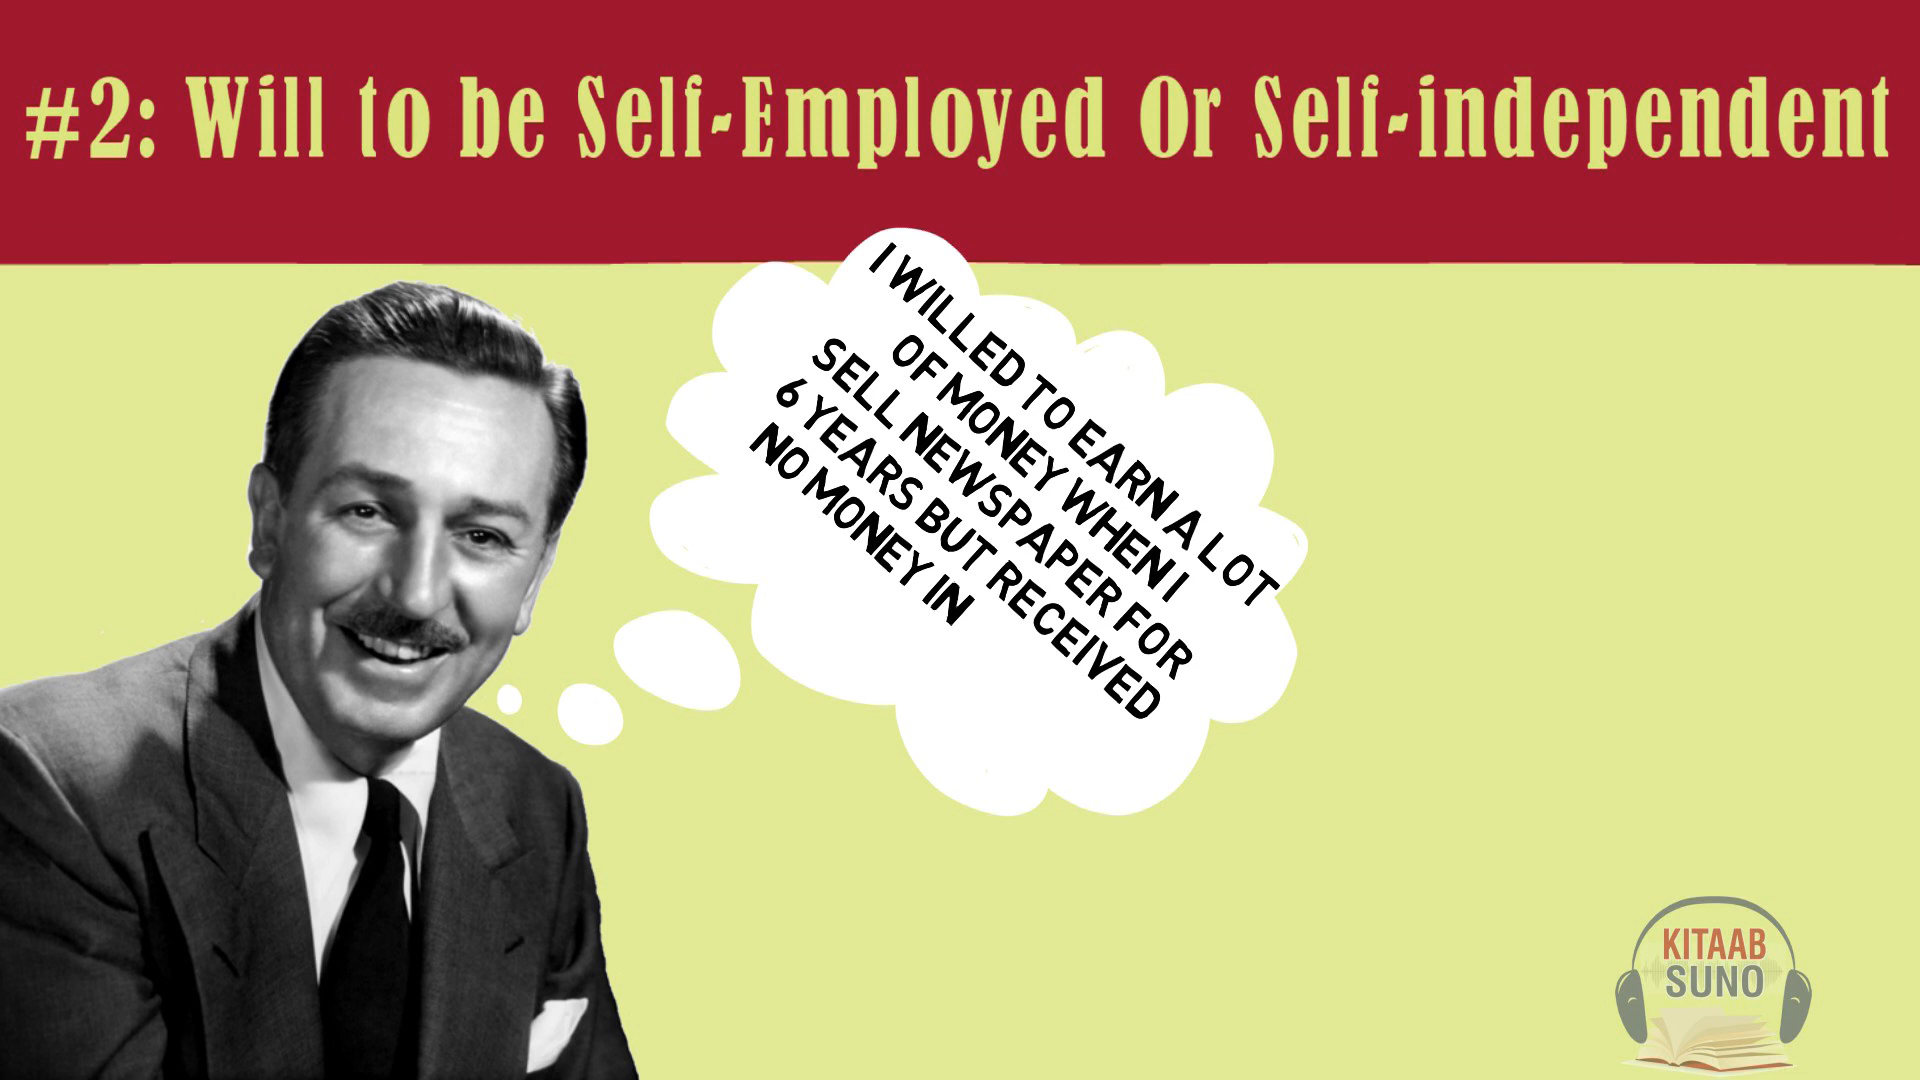 #2: Will to be Self-Employed Or Self-independent
I WILLED TO EARN A LOT
OF MONEY WHEN I
SELL NEWSPAPER FOR
6 YEARS BUT RECEIVED
NO MONEY IN
KITAAB
SUNO